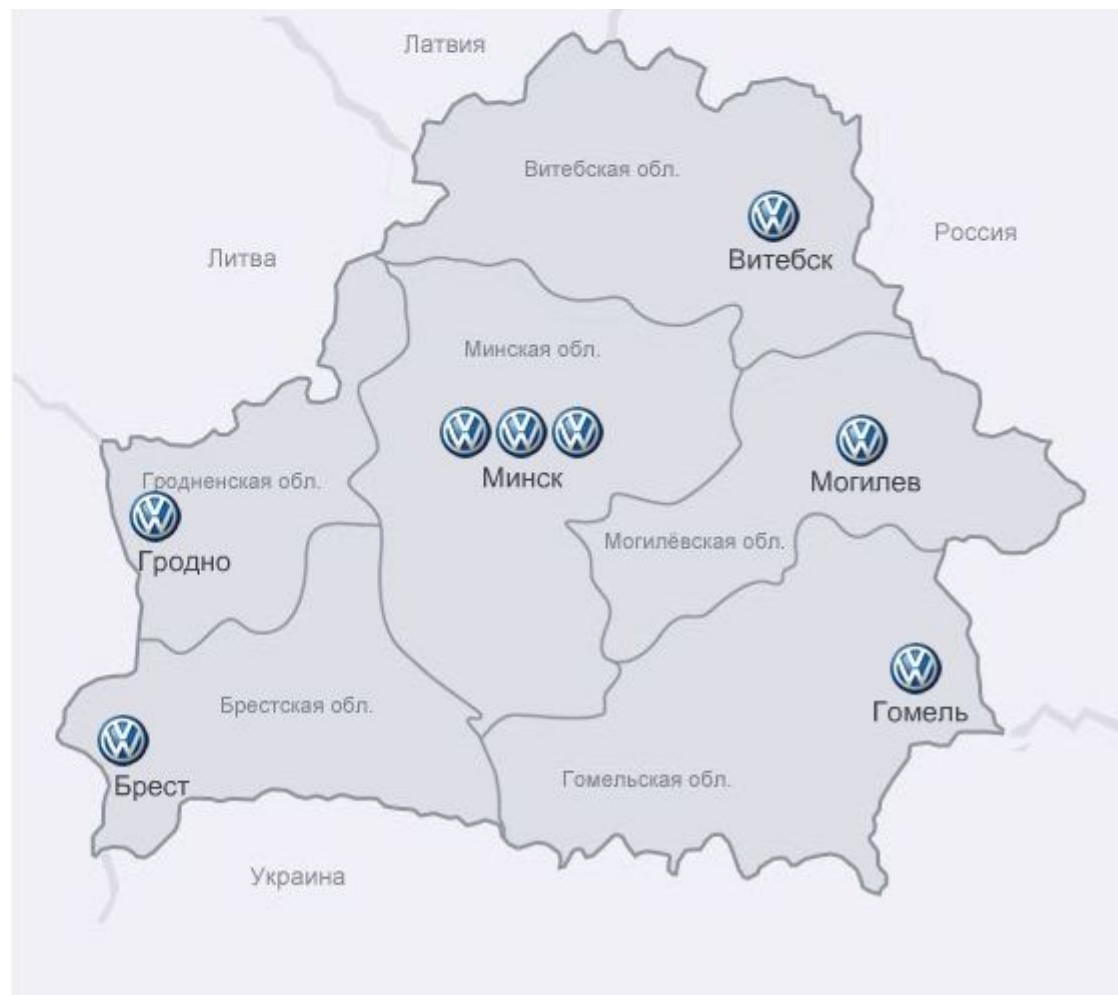 Латвия
Витебская обл.
Россия
Витебск
Литва
Минская обл.
Минск
Могилев
Гродненская обл.
Гродно
Могилёвская обл.
Брестская обл.
Гомель
Брест
Гомельская обл.
Украина